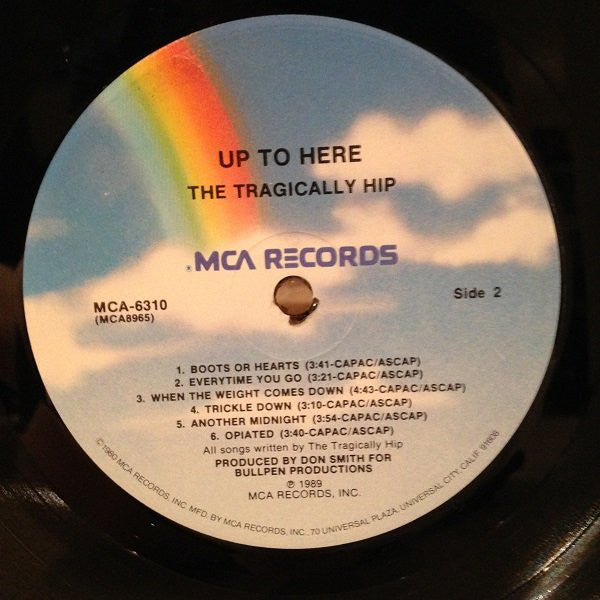 UP TO HERE
THE TRAGICALLY HIP
MCA RECORDS
MCA-6310
(MCA8965)
Side 2
1. BOOTS OR HEARTS (3:41-CAPAC/ASCAP)
2. EVERYTIME YOU GO (3:21-CAPAC/ASCAP)
3. WHEN THE WEIGHT COMES DOWN (4:43-CAPAC/ASCAP)
4. TRICKLE DOWN (3:10-CAPAC/ASCAP)
5. ANOTHER MIDNIGHT (3:54-CAPAC/ASCAP)
6. OPIATED (3:40-CAPAC/ASCAP)
All songs written by The Tragically Hip
PRODUCED BY DON SMITH FOR
BULLPEN PRODUCTIONS
℗ 1989
MCA RECORDS, INC.
©1980 MCA RECORDS, INC. MFD. BY MCA RECORDS, INC., 70 UNIVERSAL PLAZA, UNIVERSAL CITY, CALIF. 91608